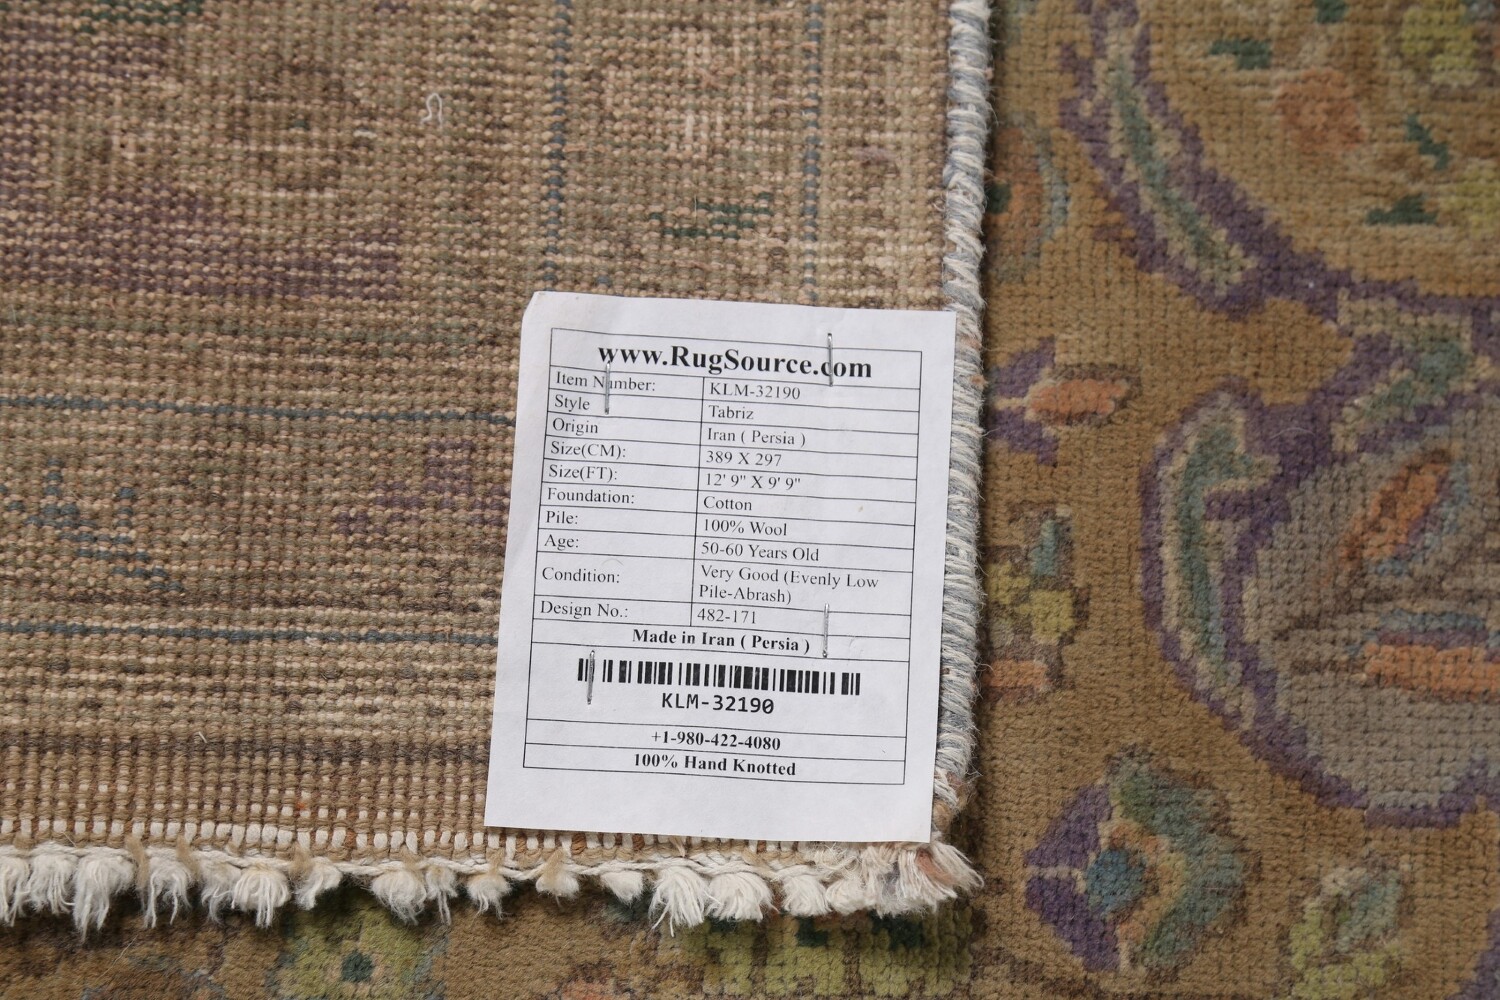 www.RugSource.com
Item Number: KLM-32190
Style Tabriz
Origin Iran ( Persia )
Size(CM): 389 X 297
Size(FT): 12' 9" X 9' 9"
Foundation: Cotton
Pile: 100% Wool
Age: 50-60 Years Old
Condition: Very Good (Evenly Low
Pile-Abrash)
Design No.: 482-171
Made in Iran ( Persia )
KLM-32190
+1-980-422-4080
100% Hand Knotted